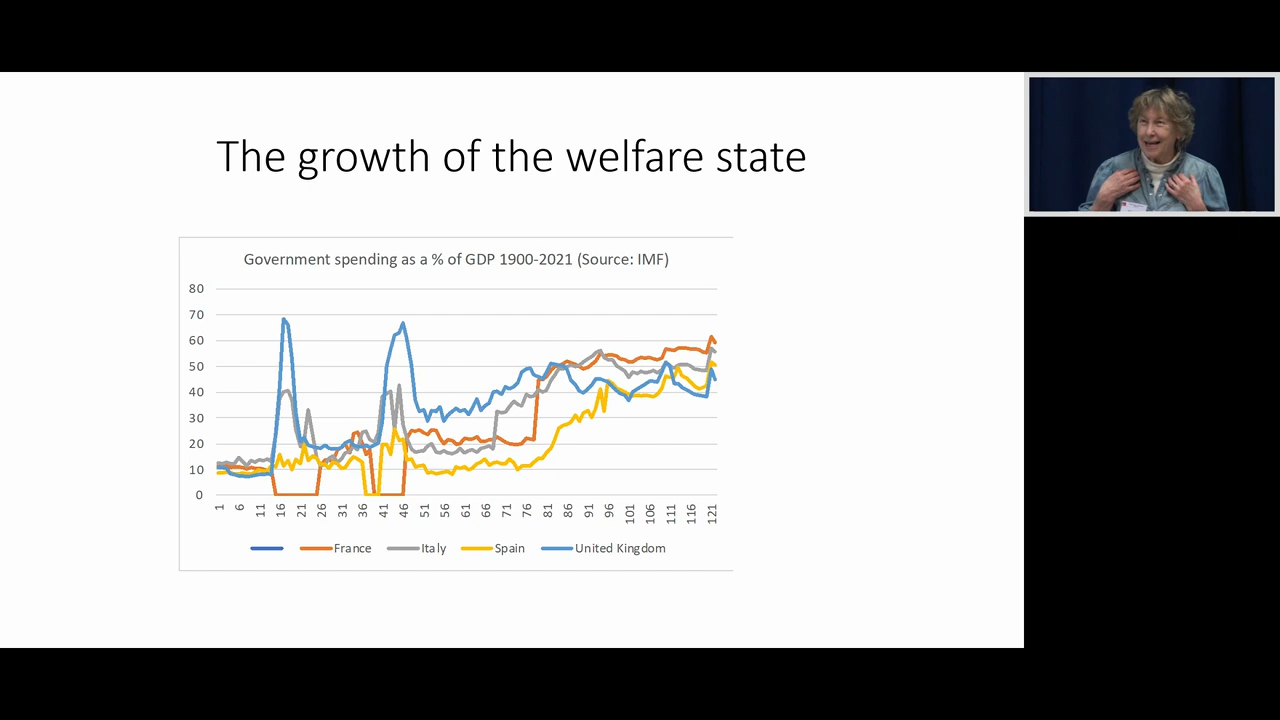 The growth of the welfare state
Government spending as a % of GDP 1900-2021 (Source: IMF)
80
70
60
50
40
30
20
10
0
1 6 11 16 21 26 31 36 41 46 51 56 61 66 71 76 81 86 91 96 101 106 111 116 121
France Italy Spain United Kingdom